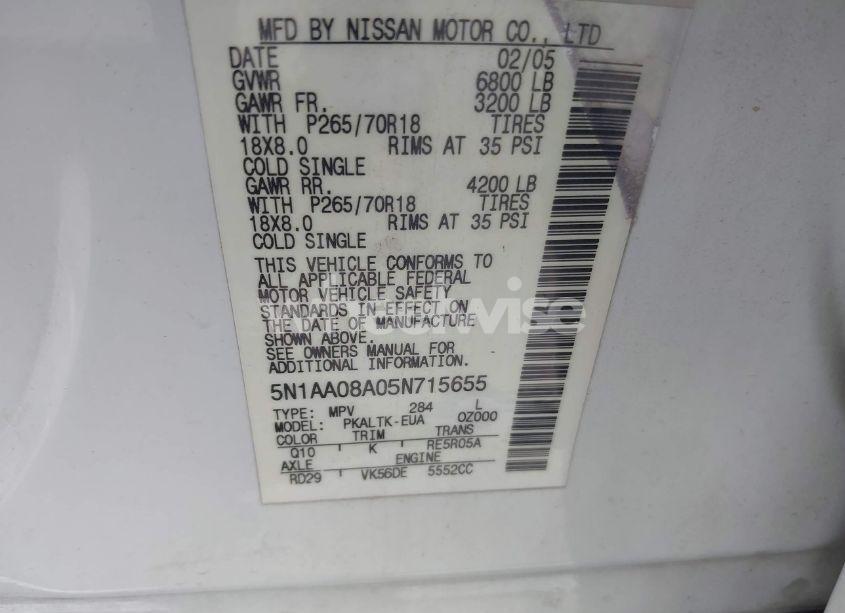 MFD BY NISSAN MOTOR CO., LTD
DATE 02/05
GVWR 6800 LB
GAWR FR. 3200 LB
WITH P265/70R18 TIRES
18X8.0 RIMS AT 35 PSI
COLD SINGLE
GAWR RR. 4200 LB
WITH P265/70R18 TIRES
18X8.0 RIMS AT 35 PSI
COLD SINGLE
THIS VEHICLE CONFORMS TO
ALL APPLICABLE FEDERAL
MOTOR VEHICLE SAFETY
STANDARDS IN EFFECT ON
THE DATE OF MANUFACTURE
SHOWN ABOVE.
SEE OWNERS MANUAL FOR
ADDITIONAL INFORMATION
5N1AA08A05N715655
TYPE: MPV 284 L
MODEL: PKALTK-EUA OZ000
COLOR TRIM TRANS
Q10 K RE5R05A
AXLE ENGINE
RD29 VK56DE 5552CC